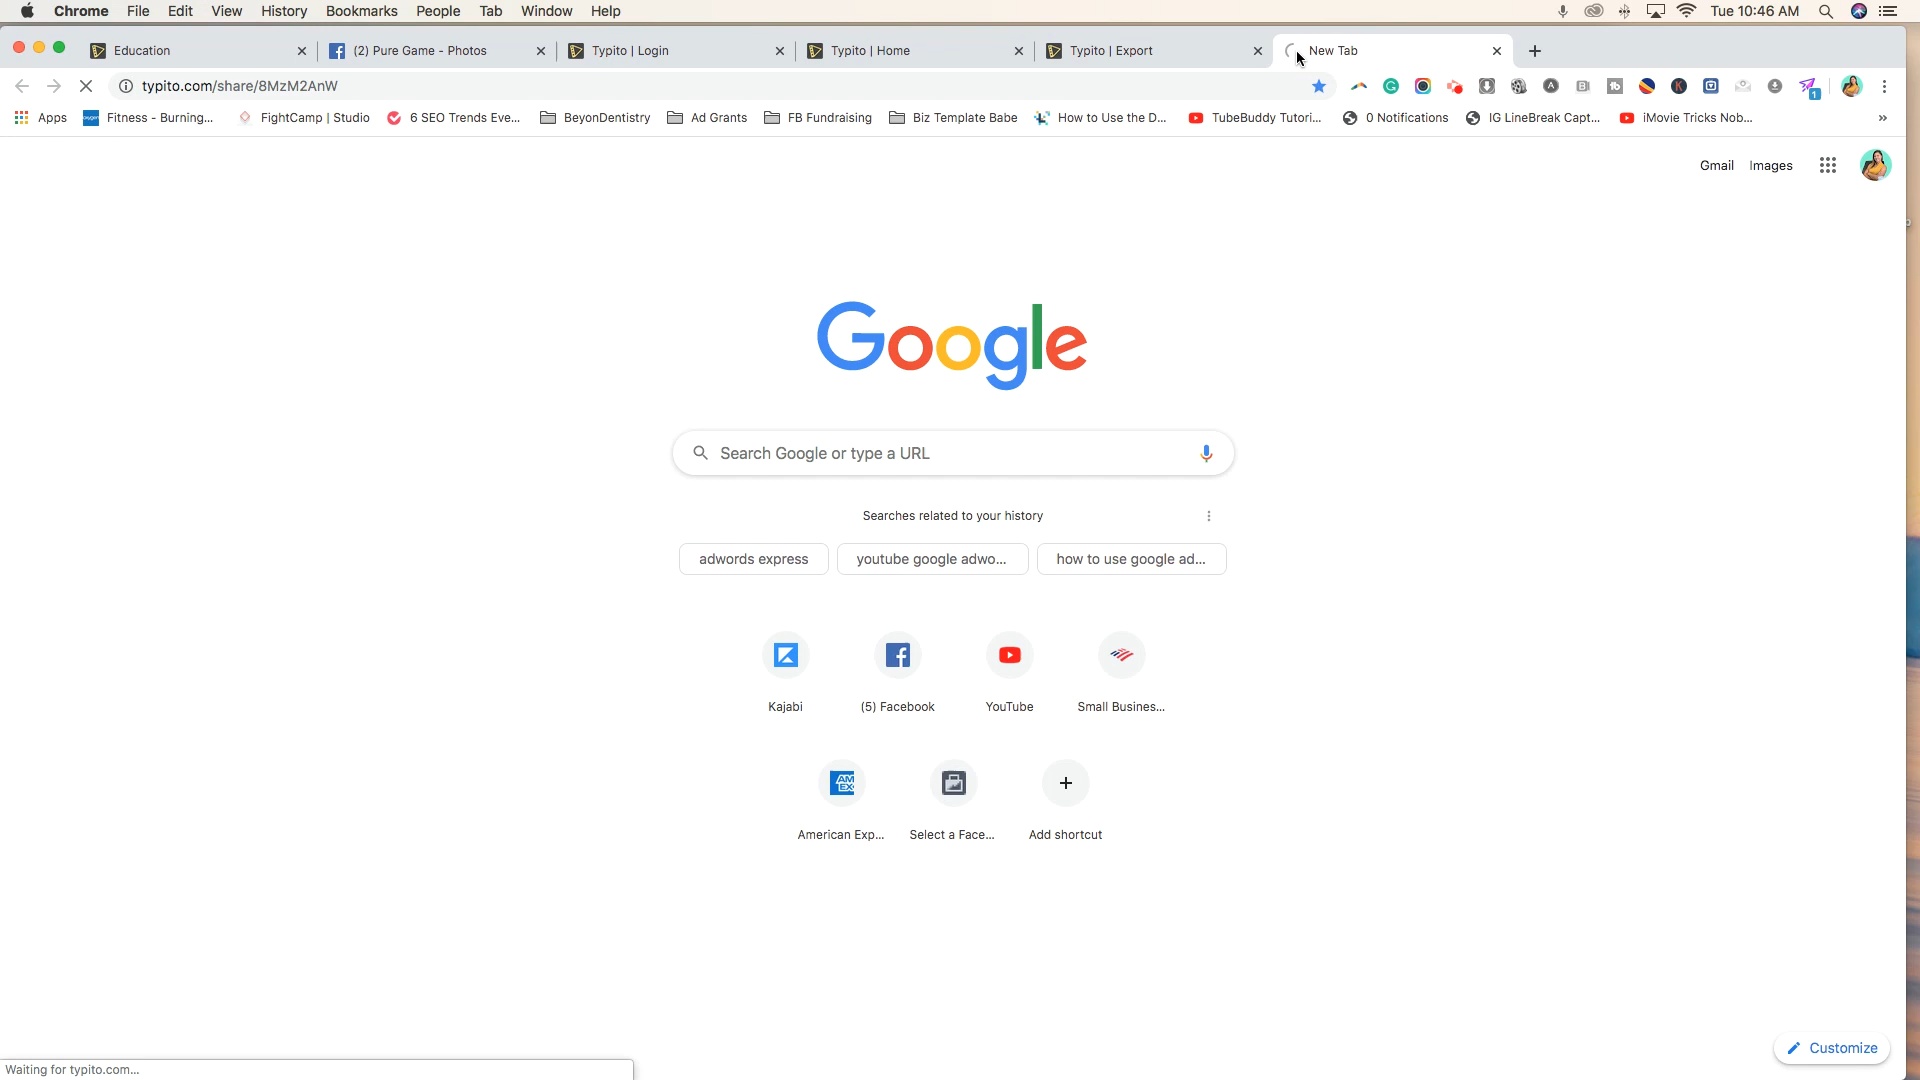 Chrome File Edit View History Bookmarks People Tab Window Help Tue 10:46 AM
Education (2) Pure Game - Photos Typito | Login Typito | Home Typito | Export New Tab
typito.com/share/8MzM2AnW
Apps Fitness - Burning... FightCamp | Studio 6 SEO Trends Eve... BeyonDentistry Ad Grants FB Fundraising Biz Template Babe How to Use the D... TubeBuddy Tutori... 0 Notifications IG LineBreak Capt... iMovie Tricks Nob... »
Gmail Images
Google
Search Google or type a URL
Searches related to your history
adwords express youtube google adwo... how to use google ad...
Kajabi (5) Facebook YouTube Small Busines...
AM
EX
American Exp... Select a Face... Add shortcut
Customize
Waiting for typito.com...